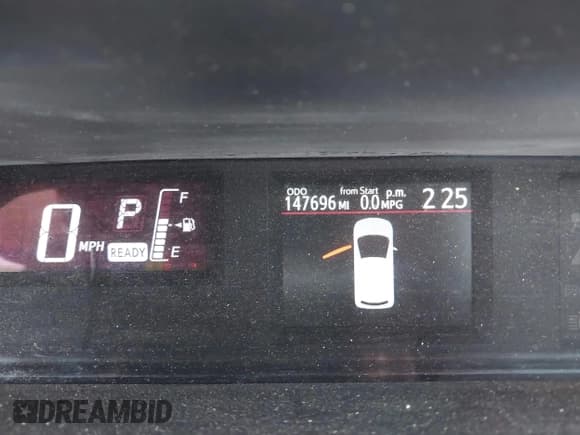 0 MPH
P
READY
F
E
ODO from Start p.m.
147696 MI 0.0 MPG 2 25
DREAMBID